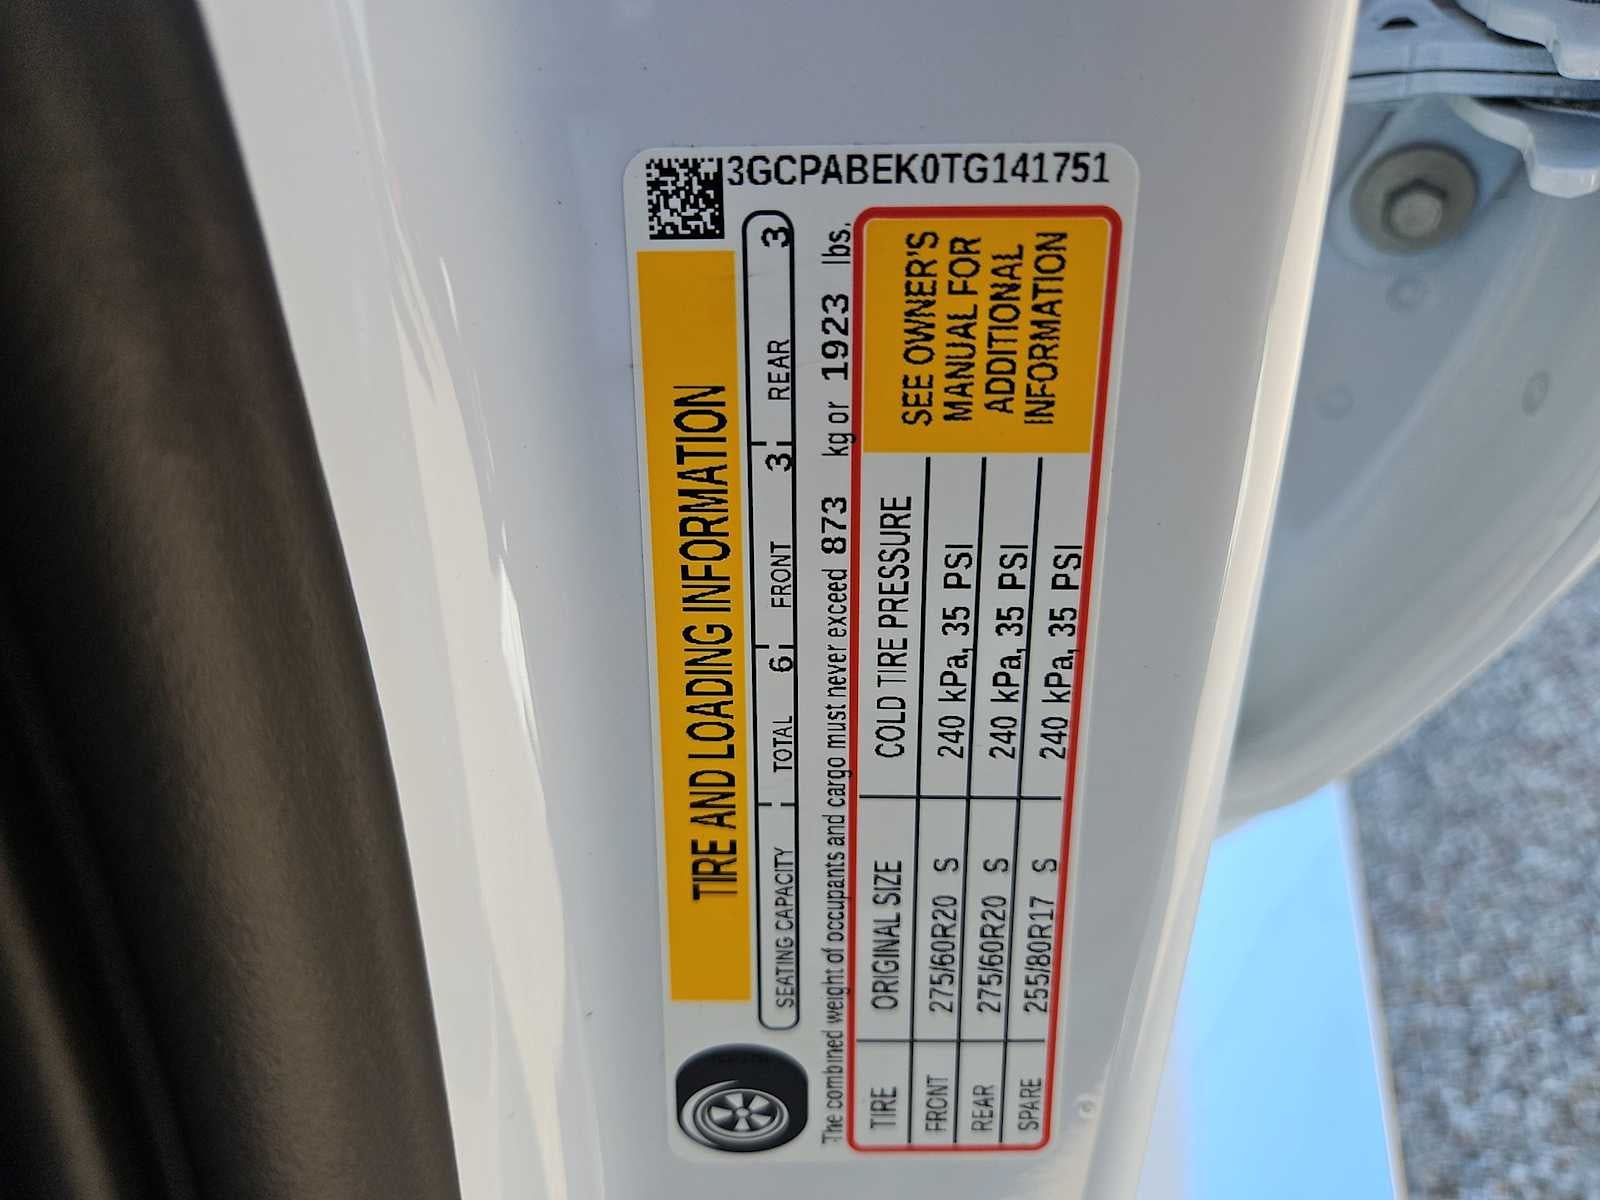 3GCPABEK0TG141751
TIRE AND LOADING INFORMATION
SEATING CAPACITY TOTAL 6 FRONT 3 REAR 3
The combined weight of occupants and cargo must never exceed 873 kg or 1923 lbs.
TIRE ORIGINAL SIZE COLD TIRE PRESSURE
FRONT 275/60R20 S 240 kPa, 35 PSI
REAR 275/60R20 S 240 kPa, 35 PSI
SPARE 255/80R17 S 240 kPa, 35 PSI
SEE OWNER'S
MANUAL FOR
ADDITIONAL
INFORMATION